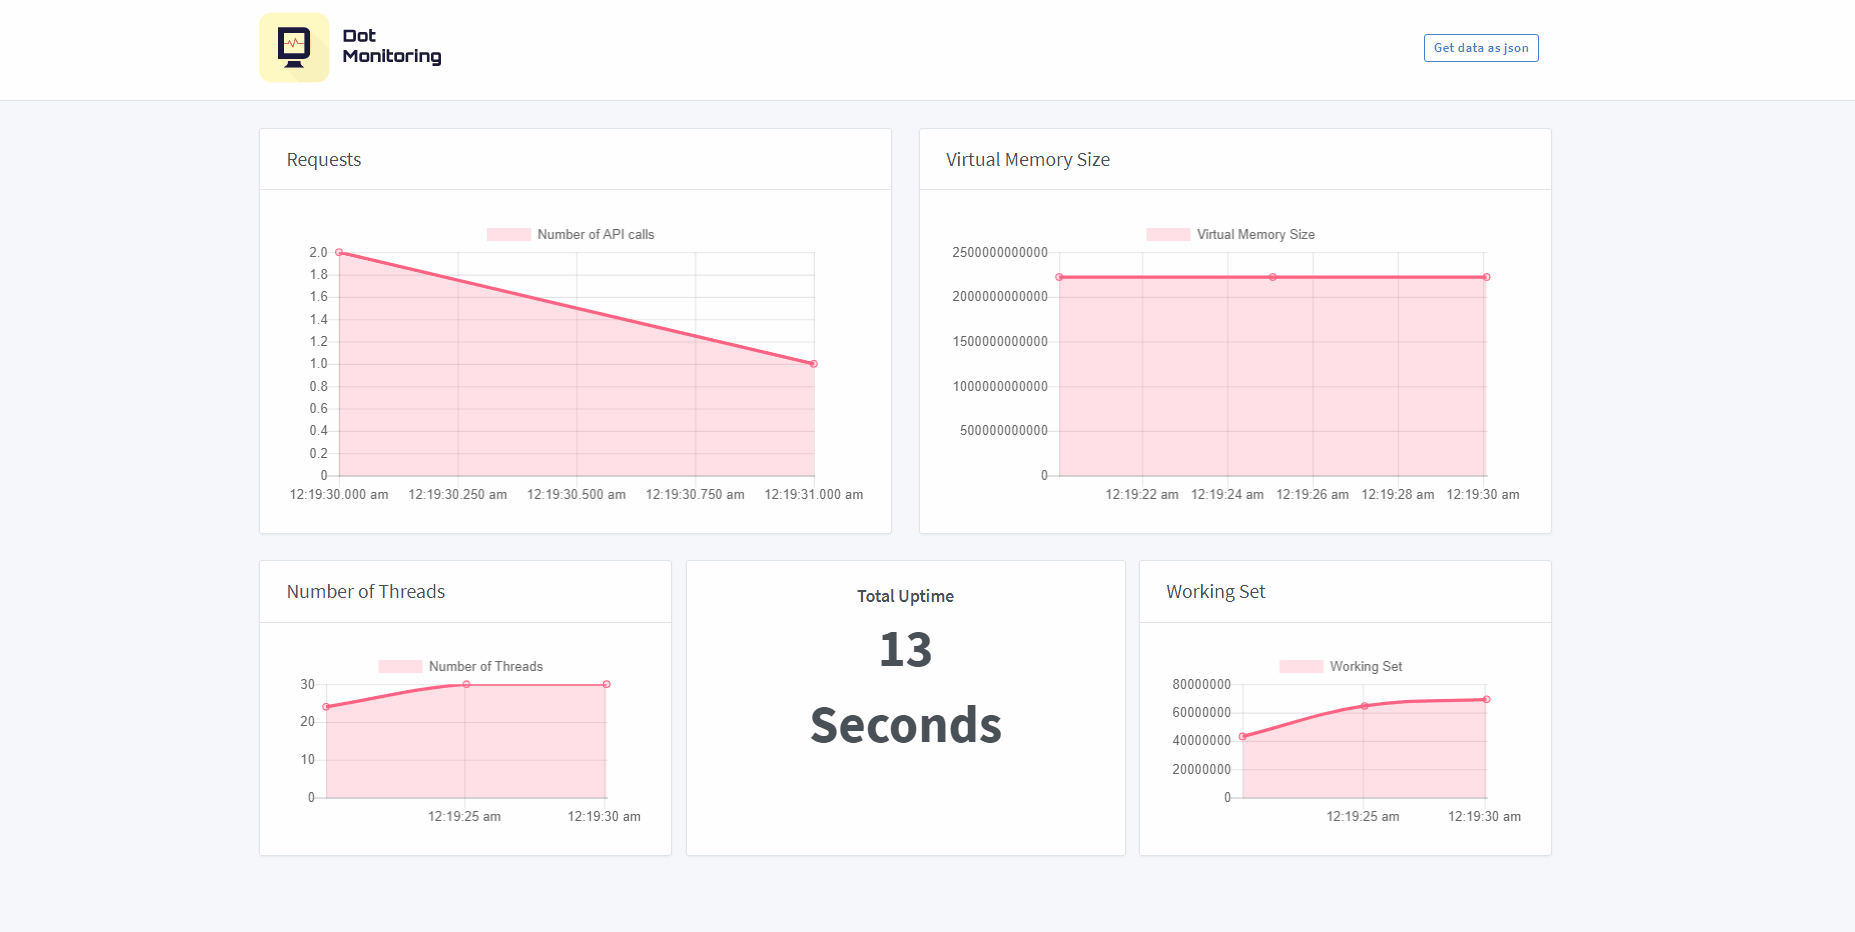 Dot
Monitoring
Get data as json
Requests
Number of API calls
2.0
1.8
1.6
1.4
1.2
1.0
0.8
0.6
0.4
0.2
0
12:19:30.000 am 12:19:30.250 am 12:19:30.500 am 12:19:30.750 am 12:19:31.000 am
Virtual Memory Size
Virtual Memory Size
2500000000000
2000000000000
1500000000000
1000000000000
500000000000
0
12:19:22 am 12:19:24 am 12:19:26 am 12:19:28 am 12:19:30 am
Number of Threads
Number of Threads
30
20
10
0
12:19:25 am 12:19:30 am
Total Uptime
13
Seconds
Working Set
Working Set
80000000
60000000
40000000
20000000
0
12:19:25 am 12:19:30 am